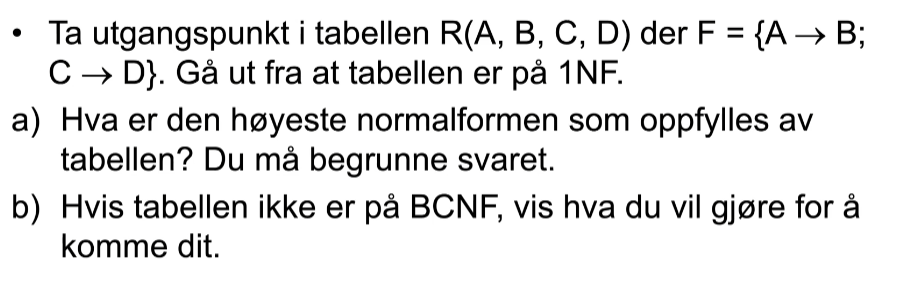 • Ta utgangspunkt i tabellen R(A, B, C, D) der F = {A → B;
C → D}. Gå ut fra at tabellen er på 1NF.
a) Hva er den høyeste normalformen som oppfylles av
tabellen? Du må begrunne svaret.
b) Hvis tabellen ikke er på BCNF, vis hva du vil gjøre for å
komme dit.